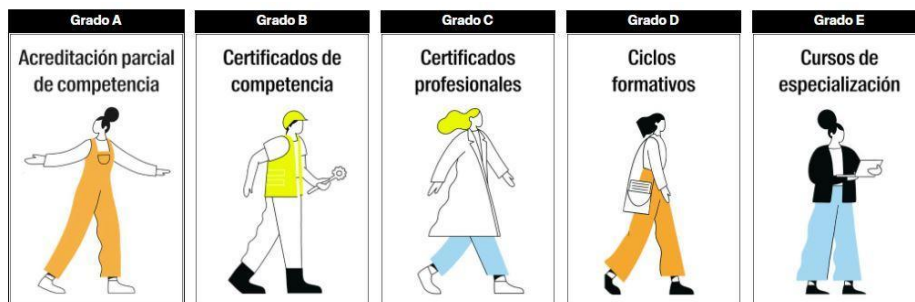 Grado A
Acreditación parcial
de competencia
Grado B
Certificados de
competencia
Grado C
Certificados
profesionales
Grado D
Ciclos
formativos
Grado E
Cursos de
especialización